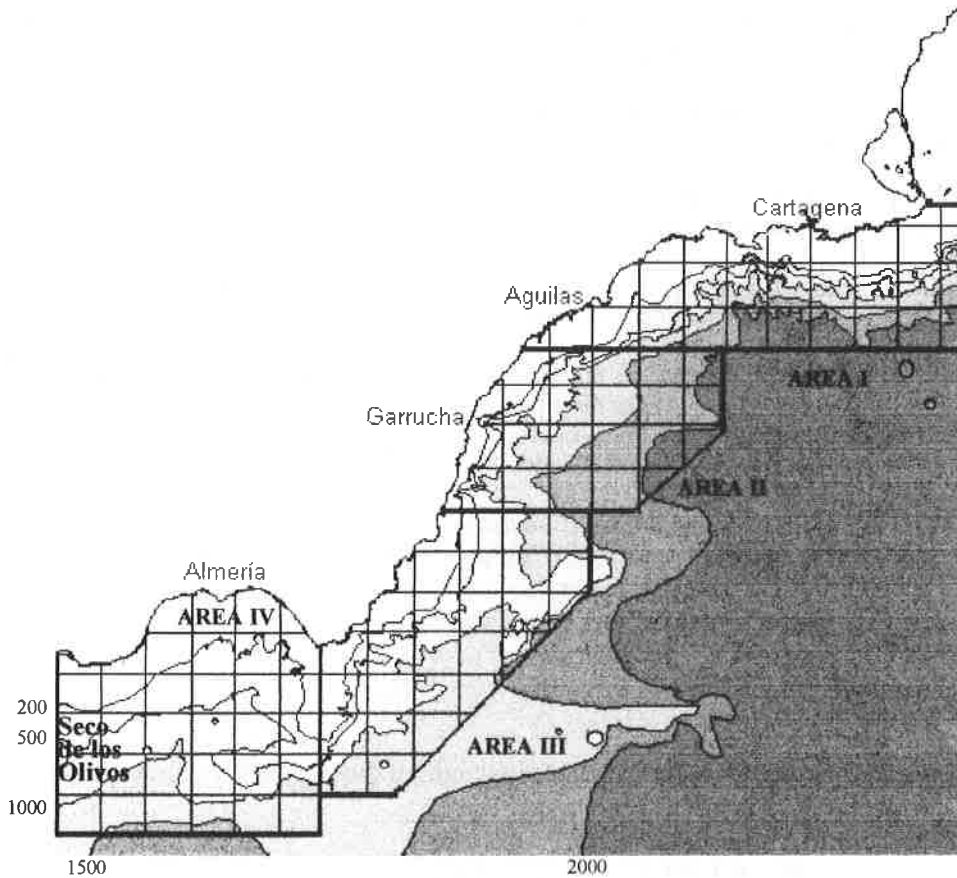 Cartagena
Aguilas
AREA I
Garrucha
AREA II
Almería
AREA IV
200
Seco
500
de los
Olivos
AREA III
1000
1500
2000